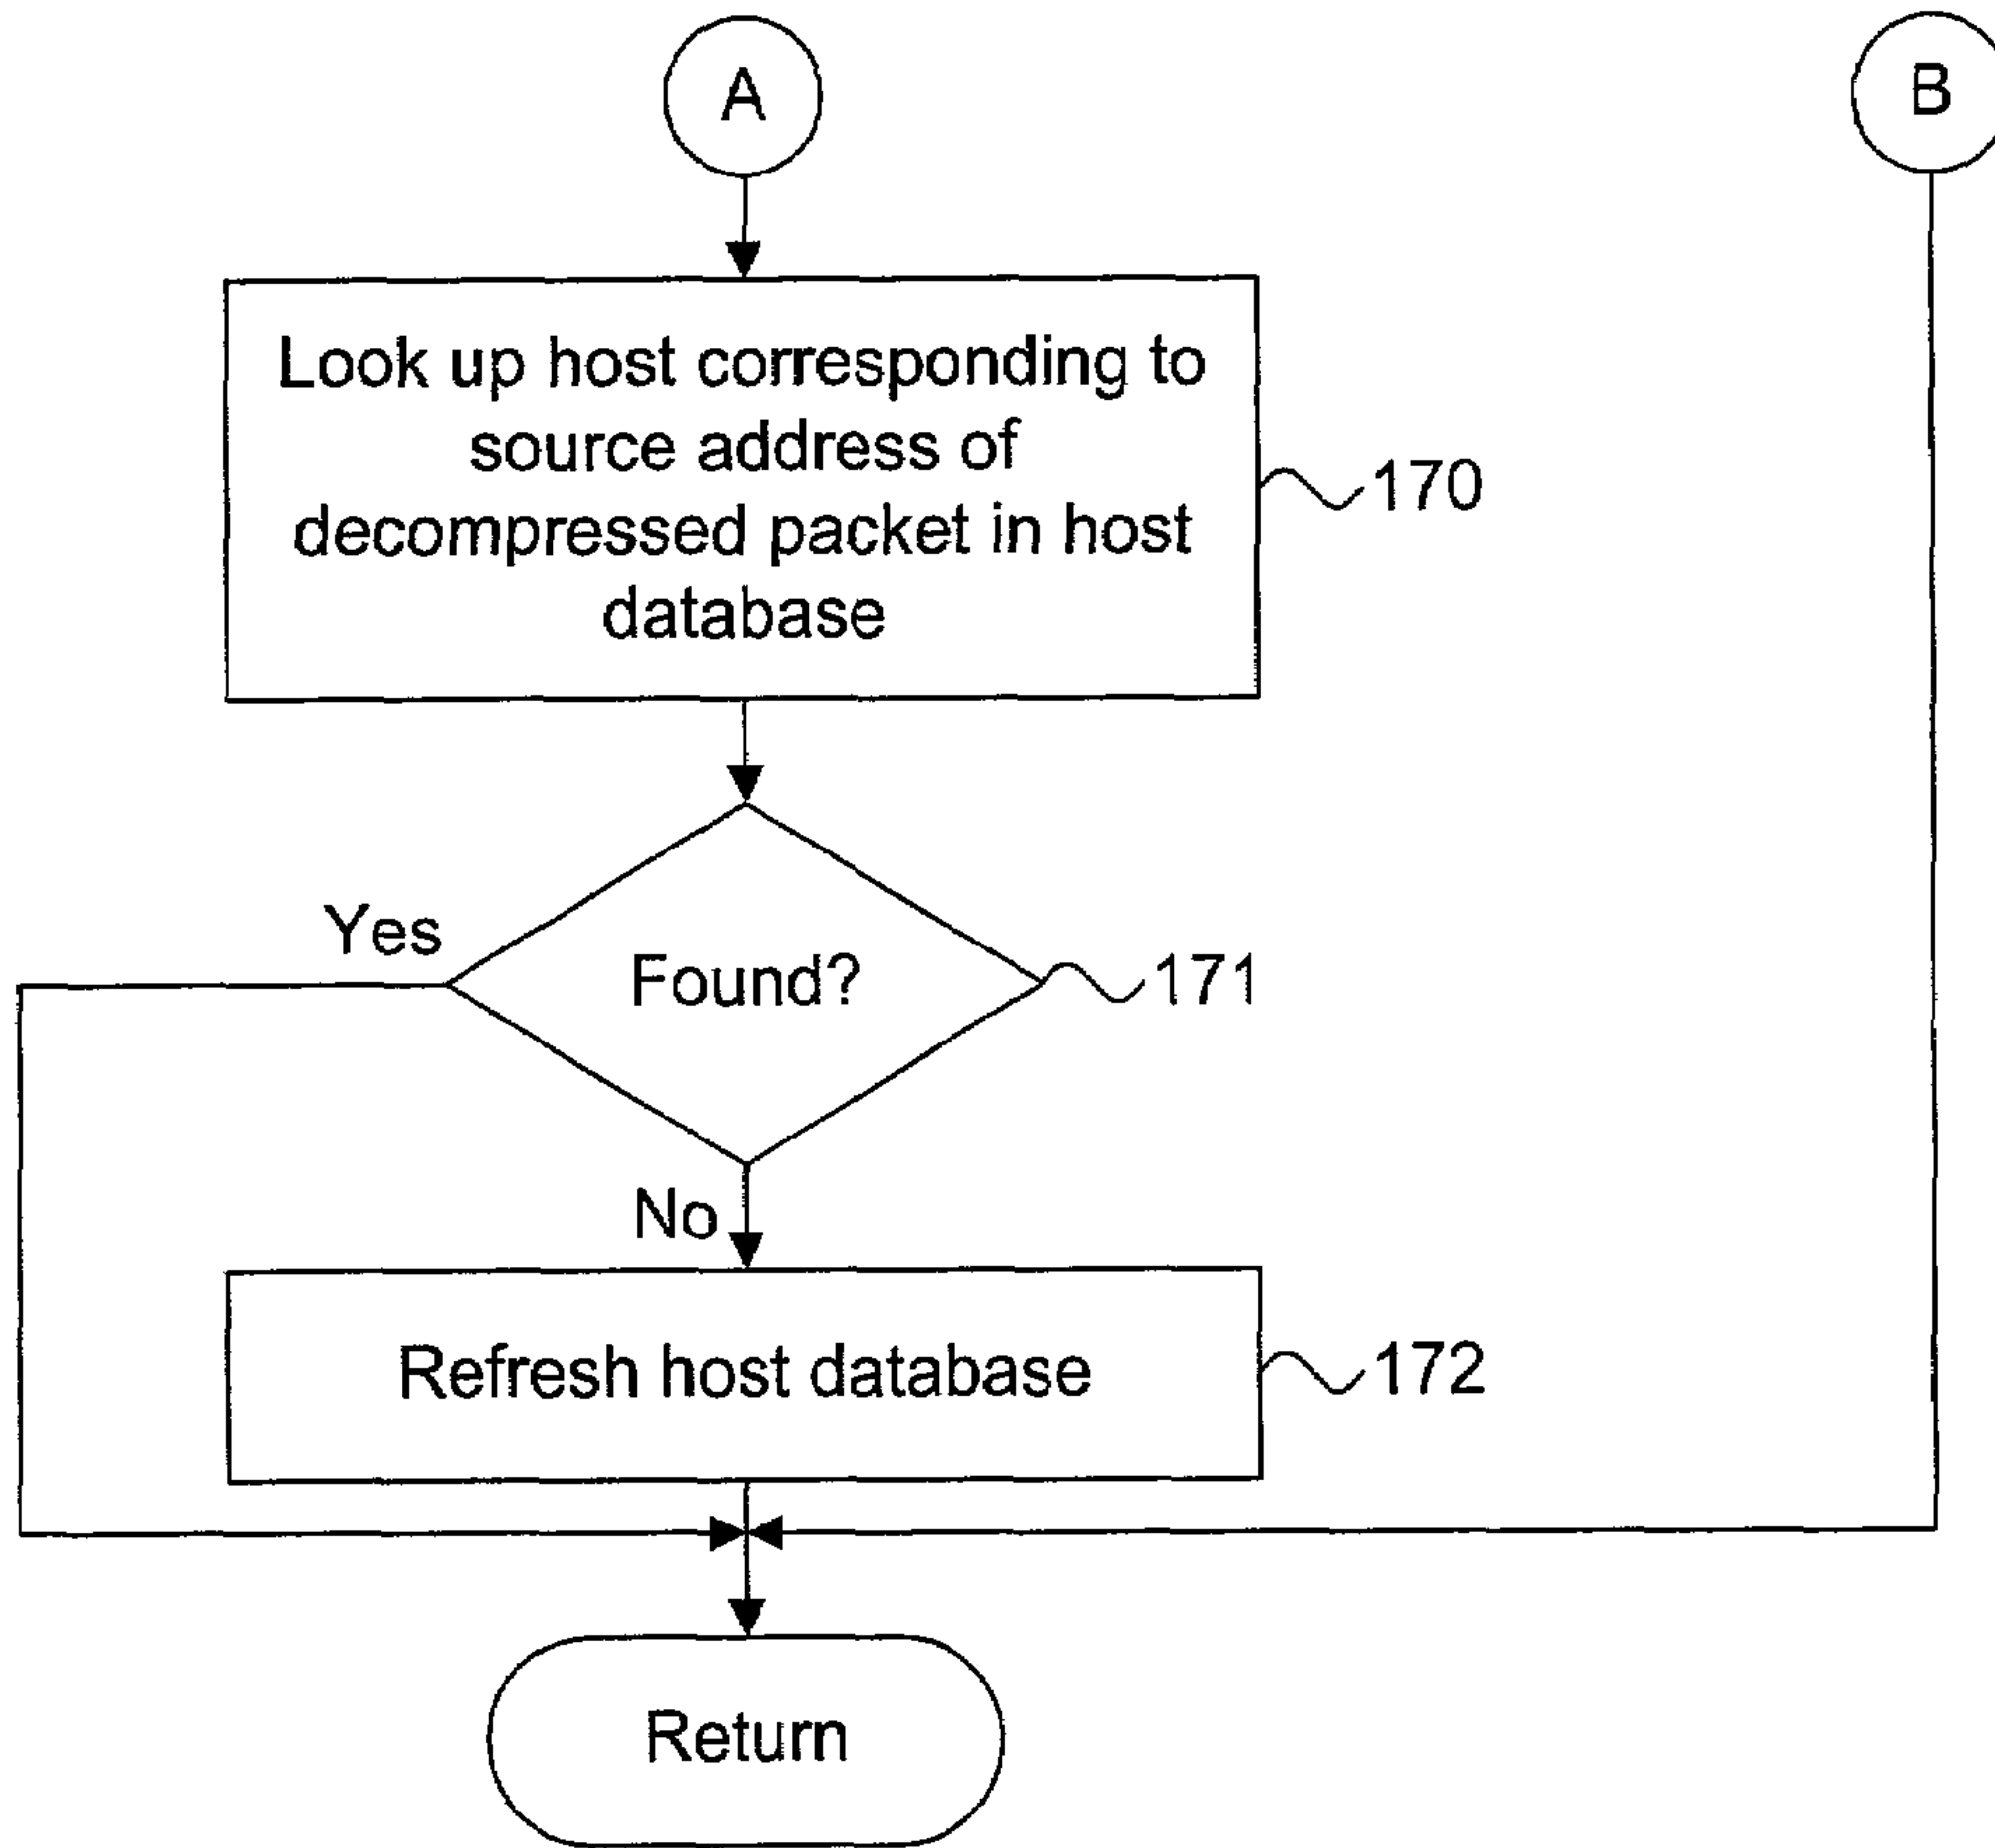 A
B
Look up host corresponding to
source address of
decompressed packet in host
database
170
Yes
Found?
171
No
Refresh host database
172
Return